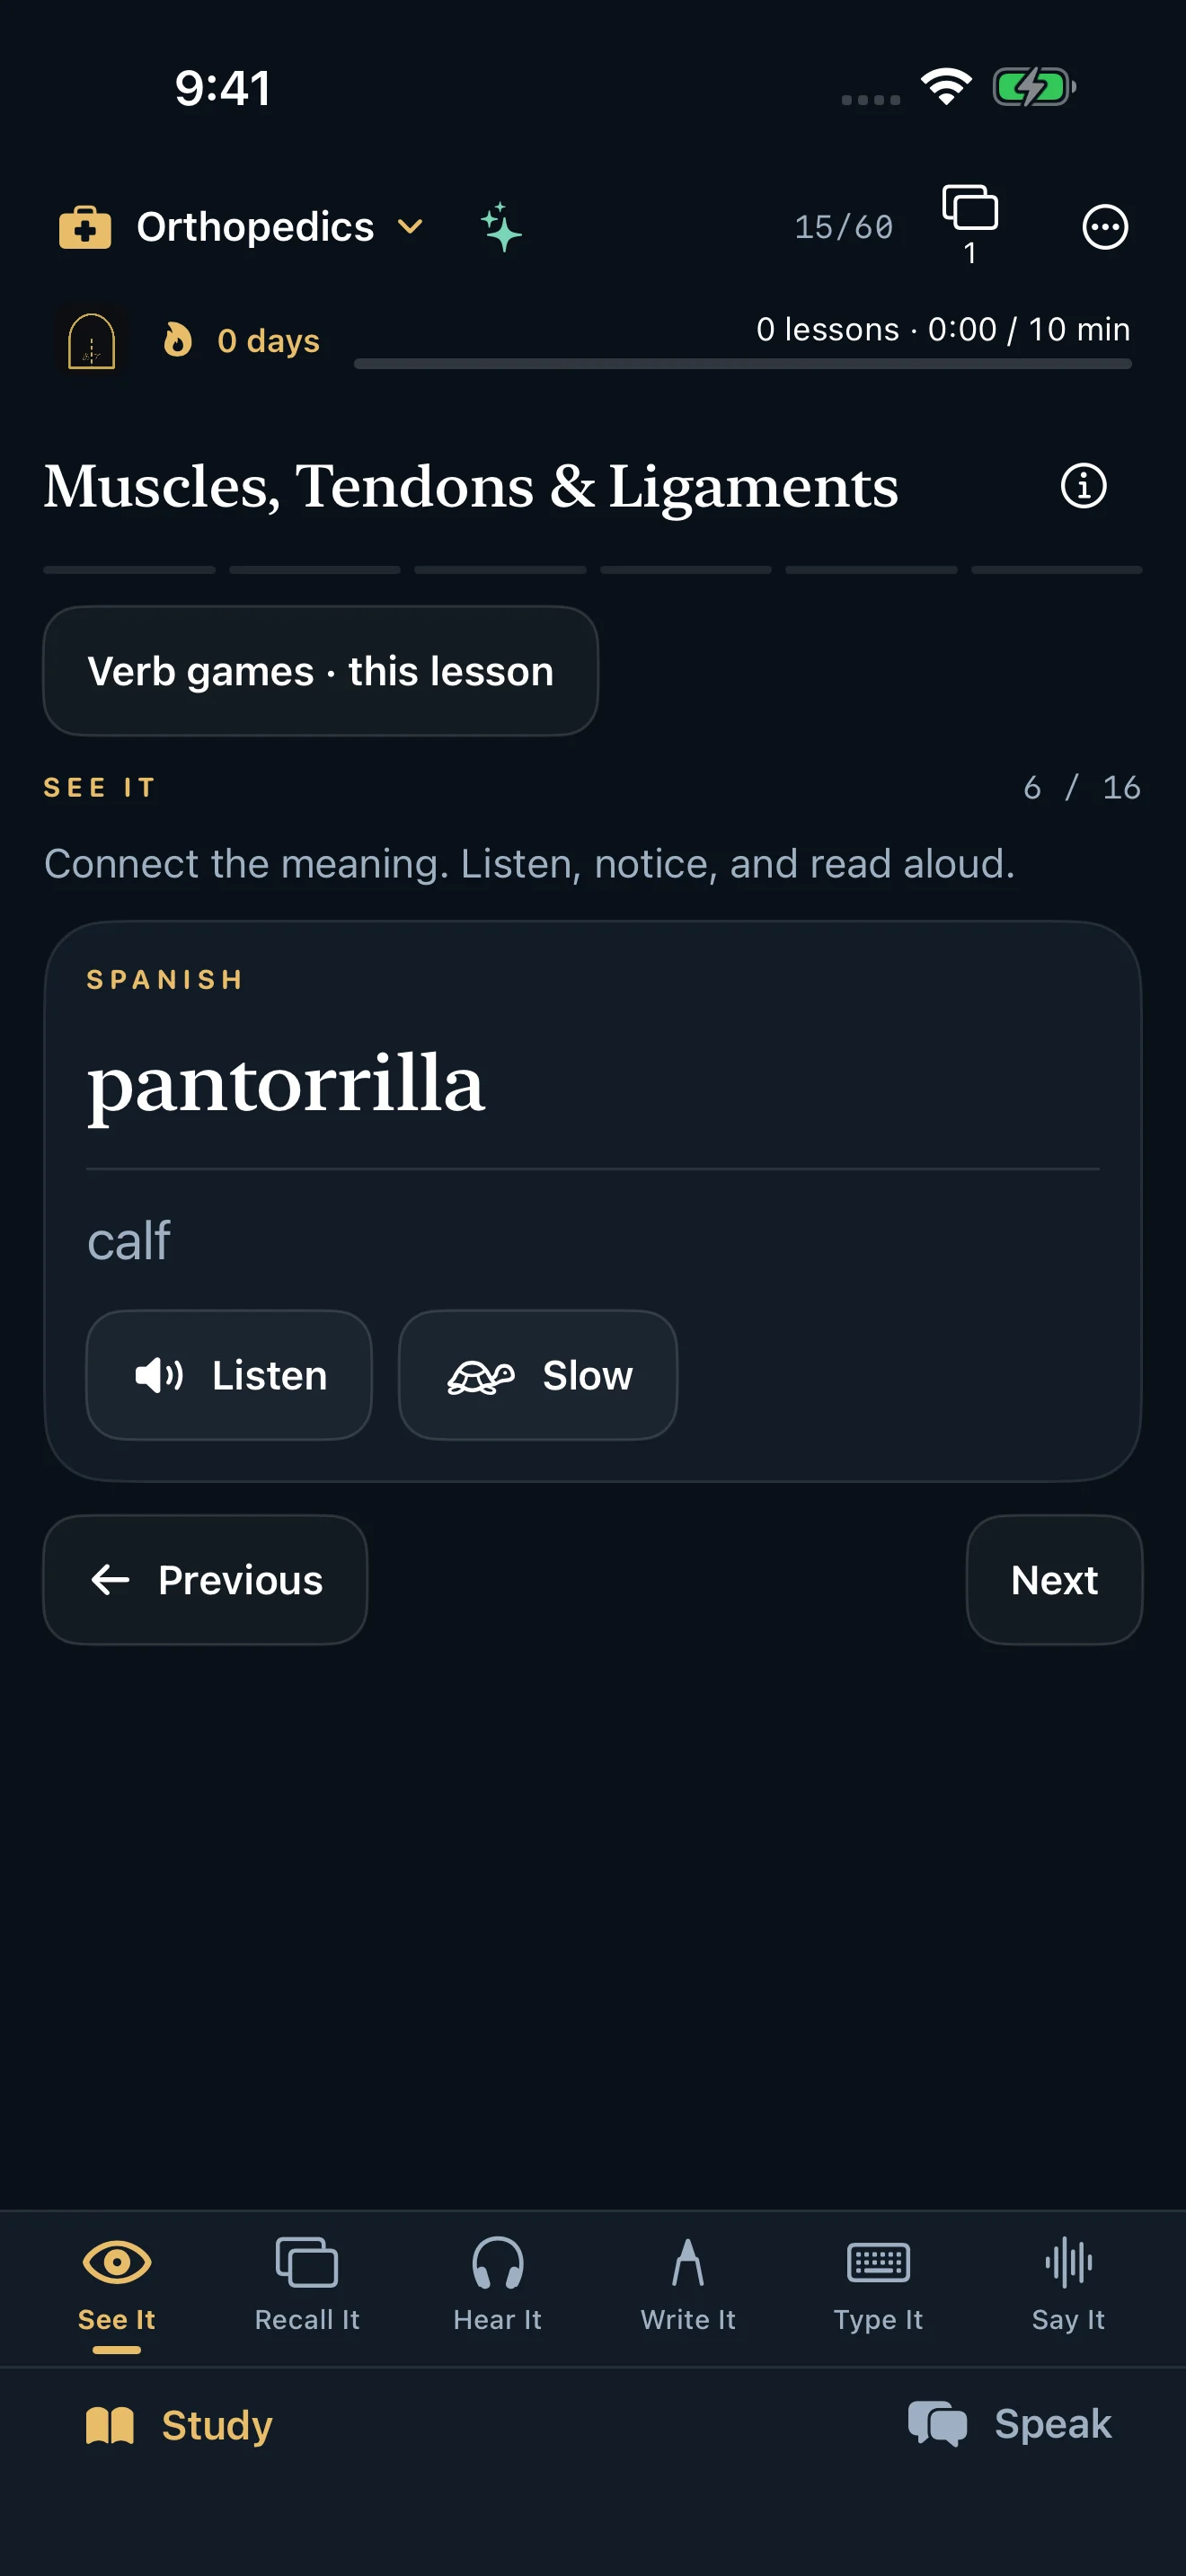 9:41
Orthopedics
15/60
1
0 days
0 lessons · 0:00 / 10 min
Muscles, Tendons & Ligaments
Verb games · this lesson
SEE IT
6 / 16
Connect the meaning. Listen, notice, and read aloud.
SPANISH
pantorrilla
calf
Listen
Slow
Previous
Next
See It
Recall It
Hear It
Write It
Type It
Say It
Study
Speak